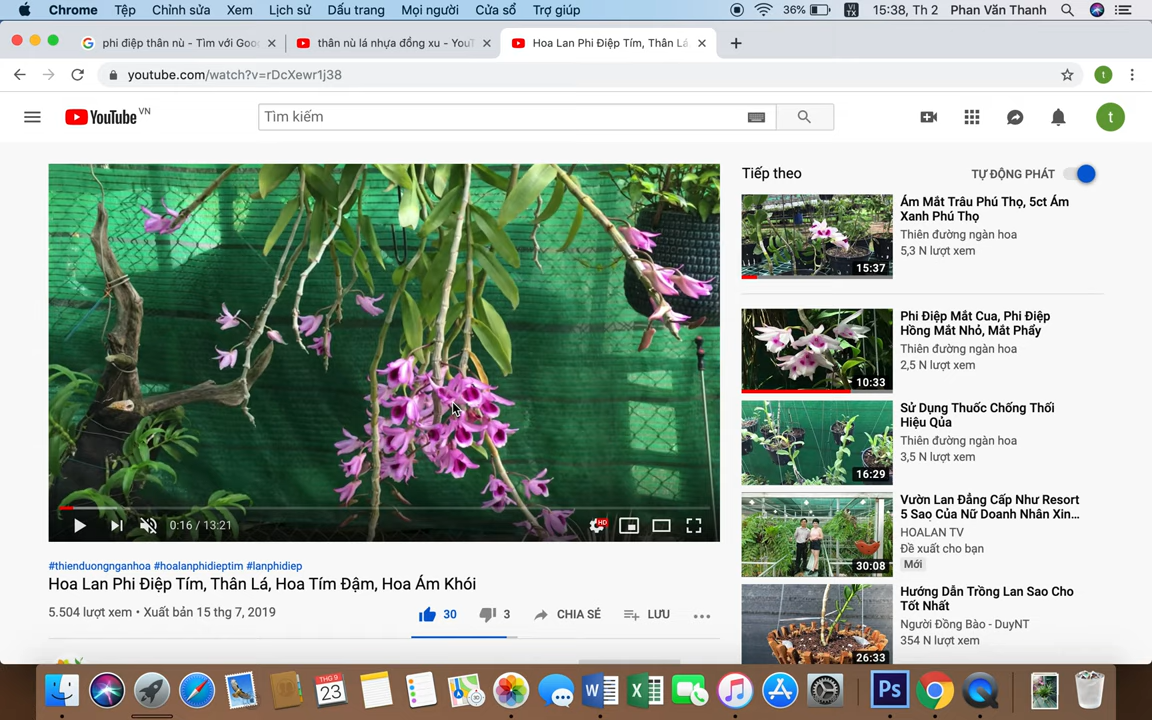 Chrome Tệp Chỉnh sửa Xem Lịch sử Dấu trang Mọi người Cửa sổ Trợ giúp 36% VI TX 15:38, Th 2 Phan Văn Thanh
phi điệp thân nù - Tìm với Goo thân nù lá nhựa đồng xu - YouT Hoa Lan Phi Điệp Tím, Thân Lá
youtube.com/watch?v=rDcXewr1j38 t
YouTube VN Tìm kiếm t
Tiếp theo TỰ ĐỘNG PHÁT
Ám Mắt Trâu Phú Thọ, 5ct Ám
Xanh Phú Thọ
Thiên đường ngàn hoa
5,3 N lượt xem
15:37
Phi Điệp Mắt Cua, Phi Điệp
Hồng Mắt Nhỏ, Mắt Phẩy
Thiên đường ngàn hoa
2,5 N lượt xem
10:33
Sử Dụng Thuốc Chống Thối
Hiệu Qủa
Thiên đường ngàn hoa
3,5 N lượt xem
16:29
Vườn Lan Đẳng Cấp Như Resort
5 Sao Của Nữ Doanh Nhân Xin...
HOALAN TV
Đề xuất cho bạn
Mới
30:08
Hướng Dẫn Trồng Lan Sao Cho
Tốt Nhất
Người Đồng Bào - DuyNT
354 N lượt xem
26:33
0:16 / 13:21 HD
#thienduongnganhoa #hoalanphidieptim #lanphidiep
Hoa Lan Phi Điệp Tím, Thân Lá, Hoa Tím Đậm, Hoa Ám Khói
5.504 lượt xem • Xuất bản 15 thg 7, 2019
30 3 CHIA SẺ LƯU
THG 9
23
W X Ps